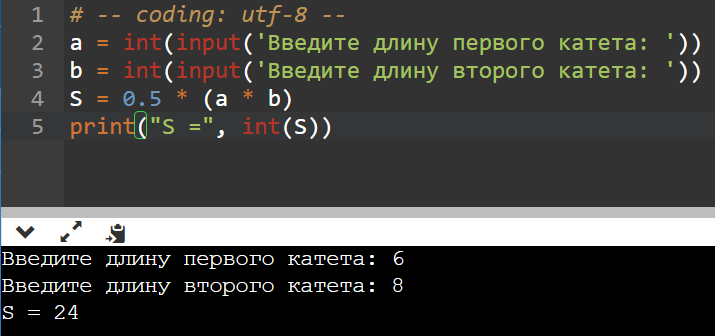 1 # -- coding: utf-8 --
2 a = int(input('Введите длину первого катета: '))
3 b = int(input('Введите длину второго катета: '))
4 S = 0.5 * (a * b)
5 print("S =", int(S))
Введите длину первого катета: 6
Введите длину второго катета: 8
S = 24